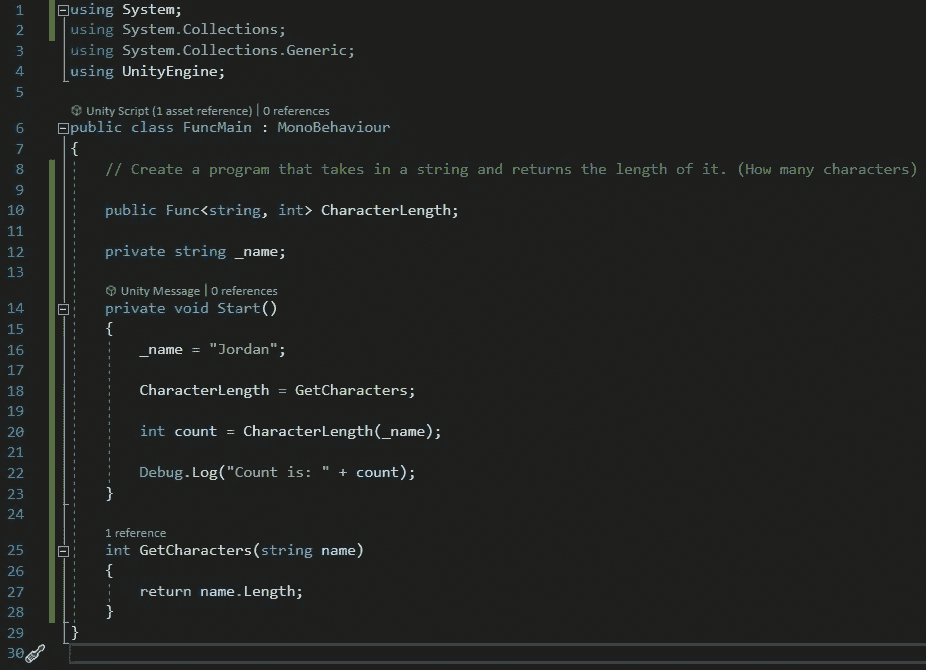 1 using System;
2 using System.Collections;
3 using System.Collections.Generic;
4 using UnityEngine;
5
Unity Script (1 asset reference) | 0 references
6 public class FuncMain : MonoBehaviour
7 {
8 // Create a program that takes in a string and returns the length of it. (How many characters)
9
10 public Func<string, int> CharacterLength;
11
12 private string _name;
13
Unity Message | 0 references
14 private void Start()
15 {
16 _name = "Jordan";
17
18 CharacterLength = GetCharacters;
19
20 int count = CharacterLength(_name);
21
22 Debug.Log("Count is: " + count);
23 }
24
1 reference
25 int GetCharacters(string name)
26 {
27 return name.Length;
28 }
29 }
30